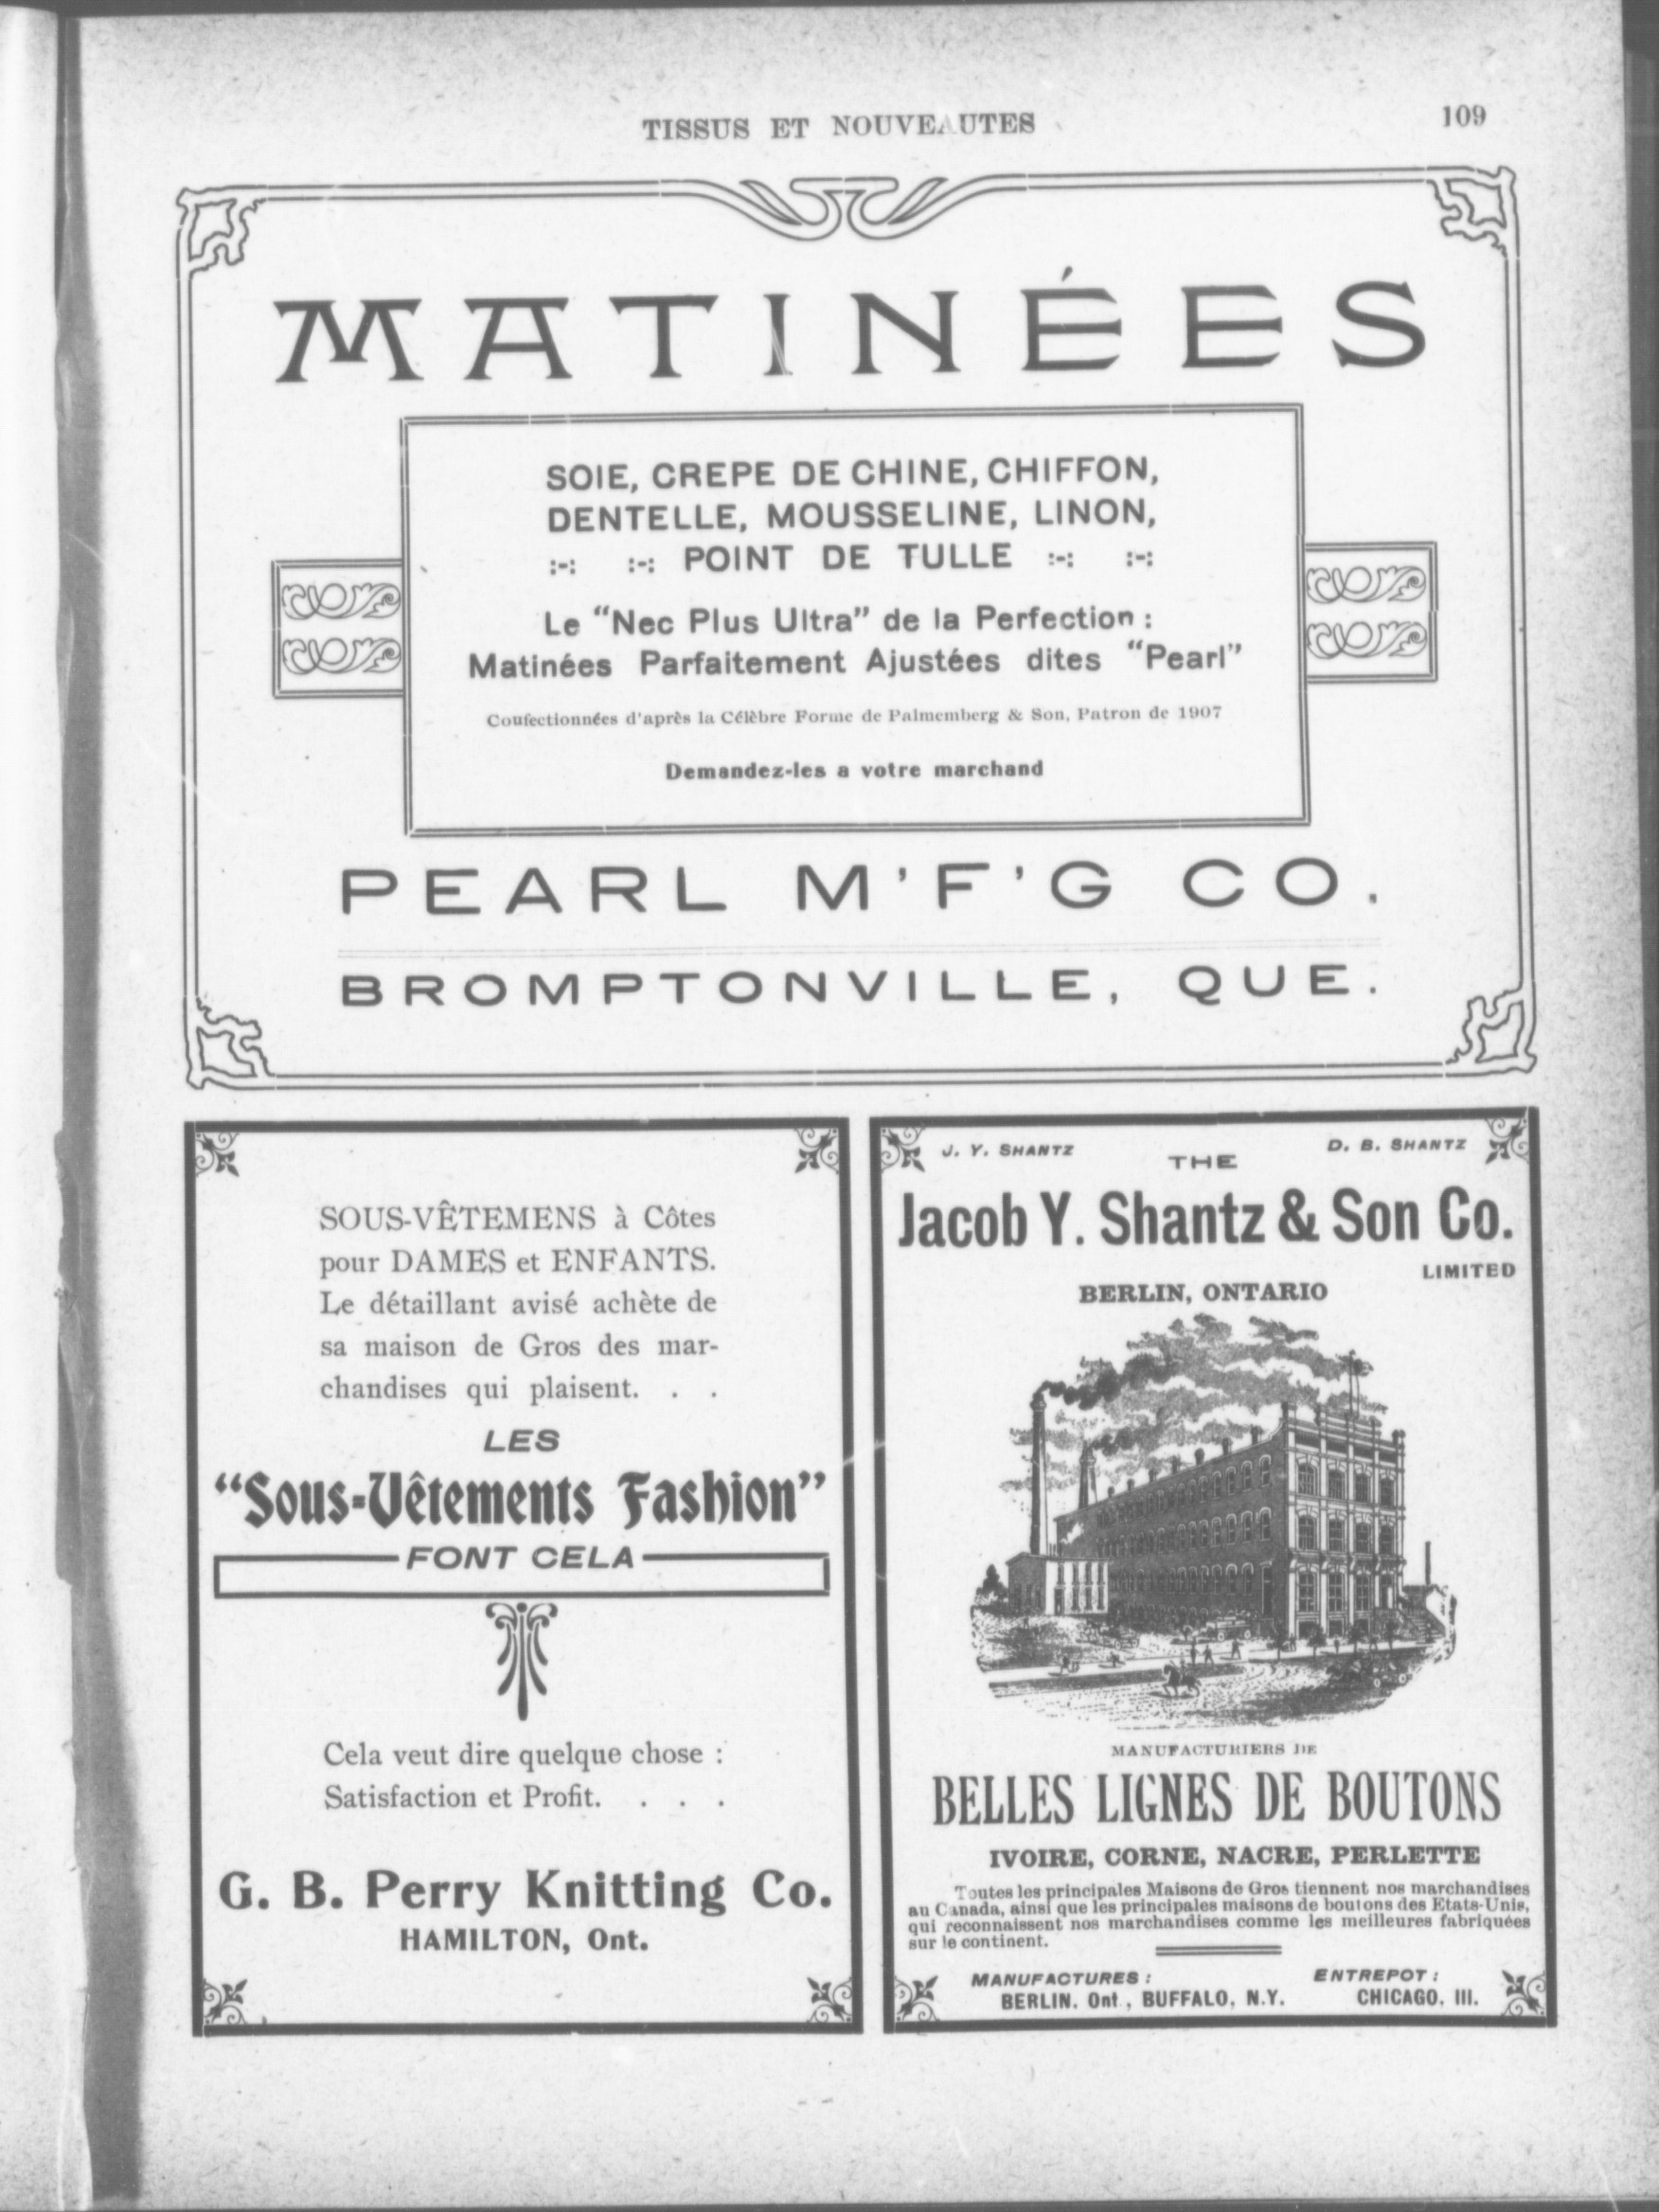 TISSUS ET NOUVEAUTES
109
MATINÉES
SOIE, CREPE DE CHINE, CHIFFON,
DENTELLE, MOUSSELINE, LINON,
:-: :-: POINT DE TULLE :-: :-:
Le "Nec Plus Ultra" de la Perfection :
Matinées Parfaitement Ajustées dites "Pearl"
Confectionnées d'après la Célèbre Forme de Palmemberg & Son, Patron de 1907
Demandez-les a votre marchand
PEARL M'F'G CO.
BROMPTONVILLE, QUE.
SOUS-VÊTEMENS à Côtes
pour DAMES et ENFANTS.
Le détaillant avisé achète de
sa maison de Gros des mar-
chandises qui plaisent. . .
LES
"Sous-Vêtements Fashion"
FONT CELA
Cela veut dire quelque chose :
Satisfaction et Profit. . . .
G. B. Perry Knitting Co.
HAMILTON, Ont.
J. Y. SHANTZ
D. B. SHANTZ
THE
Jacob Y. Shantz & Son Co.
LIMITED
BERLIN, ONTARIO
MANUFACTURIERS DE
BELLES LIGNES DE BOUTONS
IVOIRE, CORNE, NACRE, PERLETTE
Toutes les principales Maisons de Gros tiennent nos marchandises
au Canada, ainsi que les principales maisons de boutons des Etats-Unis,
qui reconnaissent nos marchandises comme les meilleures fabriquées
sur le continent.
MANUFACTURES :
BERLIN. Ont., BUFFALO, N.Y.
ENTREPOT :
CHICAGO, Ill.